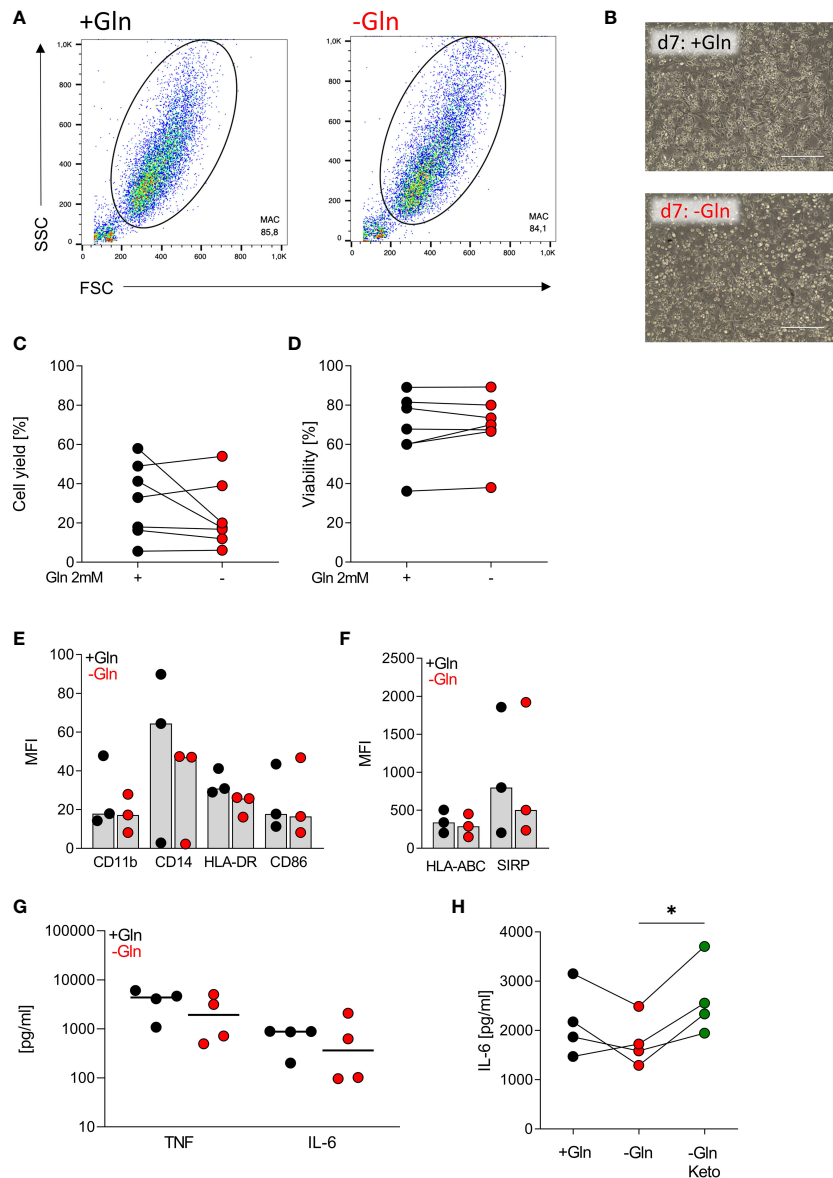 A
+Gln
-Gln
B
1,0K
800
600
400
200
0
SSC
MAC
85,8
0
200
400
600
800
1,0K
1,0K
800
600
400
200
0
MAC
84,1
0
200
400
600
800
1,0K
FSC
d7: +Gln
d7: -Gln
C
100
80
60
40
20
0
Cell yield [%]
Gln 2mM
+
-
D
100
80
60
40
20
0
Viability [%]
Gln 2mM
+
-
E
100
80
60
40
20
0
MFI
+Gln
-Gln
CD11b
CD14
HLA-DR
CD86
F
2500
2000
1500
1000
500
0
MFI
+Gln
-Gln
HLA-ABC
SIRP
G
100000
10000
1000
100
10
[pg/ml]
+Gln
-Gln
TNF
IL-6
H
4000
3000
2000
1000
0
IL-6 [pg/ml]
*
+Gln
-Gln
-Gln
Keto